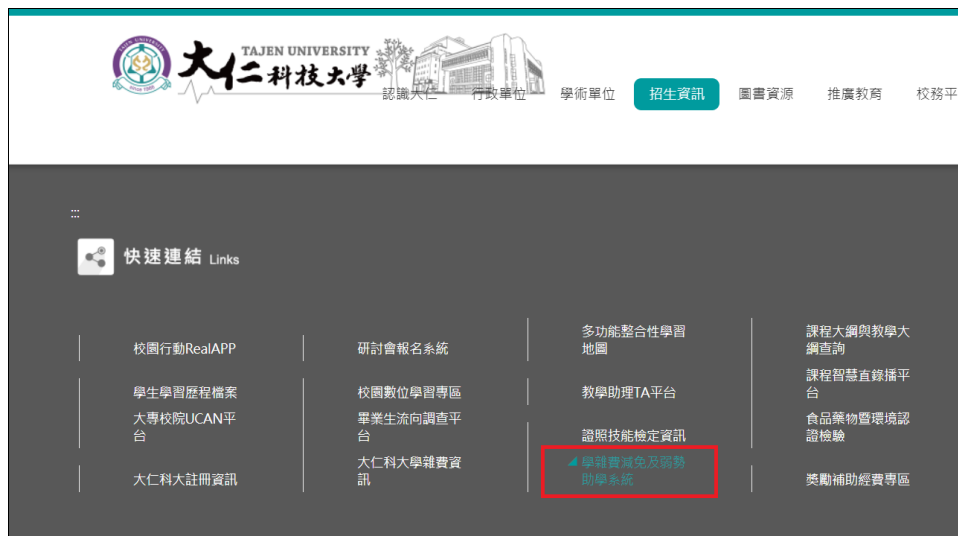 TAJEN UNIVERSITY
大仁科技大學
認識大仁 行政單位 學術單位 招生資訊 圖書資源 推廣教育 校務平
:::
快速連結 Links
校園行動RealAPP
研討會報名系統
多功能整合性學習
地圖
課程大綱與教學大
綱查詢
學生學習歷程檔案
校園數位學習專區
教學助理TA平台
課程智慧直錄播平
台
大專校院UCAN平
台
畢業生流向調查平
台
證照技能檢定資訊
食品藥物暨環境認
證檢驗
大仁科大註冊資訊
大仁科大學雜費資
訊
學雜費減免及弱勢
助學系統
獎勵補助經費專區